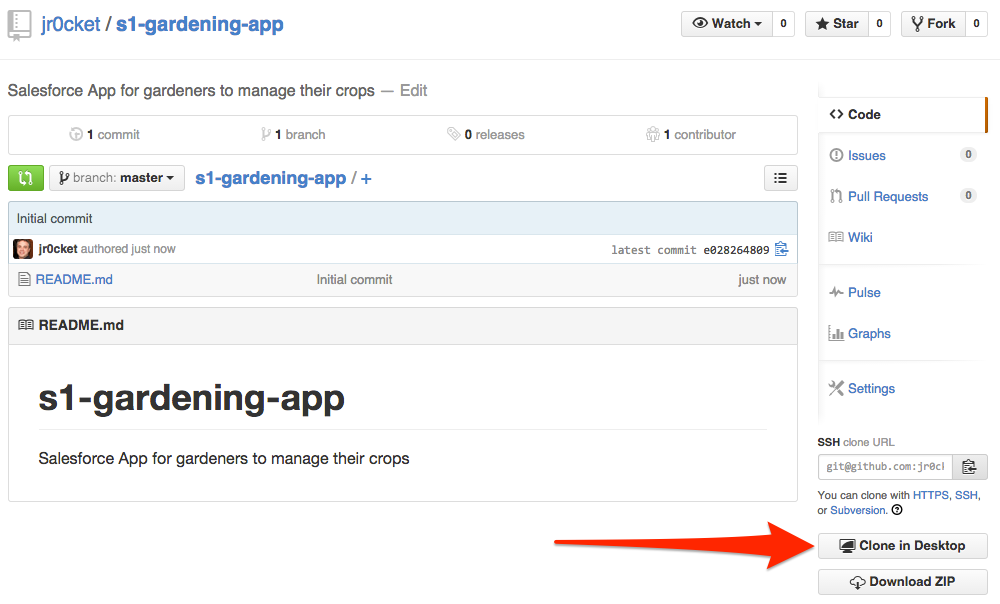 jr0cket / s1-gardening-app
Watch 0
Star 0
Fork 0
Salesforce App for gardeners to manage their crops — Edit
1 commit
1 branch
0 releases
1 contributor
branch: master
s1-gardening-app / +
Initial commit
jr0cket authored just now
latest commit e028264809
README.md
Initial commit
just now
README.md
s1-gardening-app
Salesforce App for gardeners to manage their crops
Code
Issues 0
Pull Requests 0
Wiki
Pulse
Graphs
Settings
SSH clone URL
git@github.com:jr0cl
You can clone with HTTPS, SSH,
or Subversion.
Clone in Desktop
Download ZIP